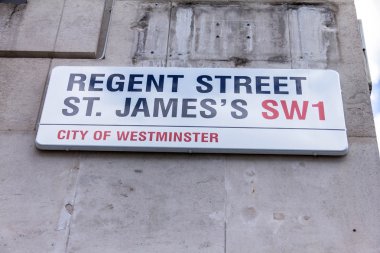 REGENT STREET
ST. JAMES'S SW1
CITY OF WESTMINSTER